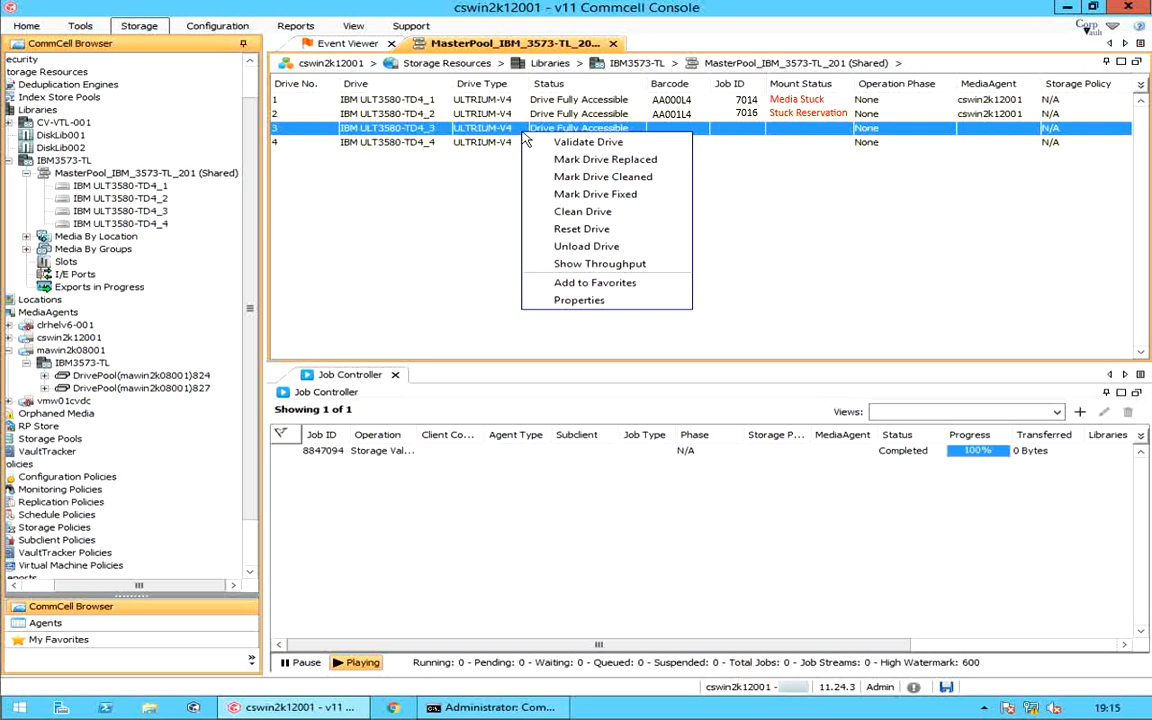 cswin2k12001 - v11 Commcell Console
Home Tools Storage Configuration Reports View Support
Corp Vault
CommCell Browser
ecurity
torage Resources
Deduplication Engines
Index Store Pools
Libraries
CV-VTL-001
DiskLib001
DiskLib002
IBM3573-TL
MasterPool_IBM_3573-TL_201 (Shared)
IBM ULT3580-TD4_1
IBM ULT3580-TD4_2
IBM ULT3580-TD4_3
IBM ULT3580-TD4_4
Media By Location
Media By Groups
Slots
I/E Ports
Exports in Progress
Locations
MediaAgents
drhelv6-001
cswin2k12001
mawin2k08001
IBM3573-TL
DrivePool(mawin2k08001)824
DrivePool(mawin2k08001)827
vmw01cvdc
Orphaned Media
RP Store
Storage Pools
VaultTracker
olicies
Configuration Policies
Monitoring Policies
Replication Policies
Schedule Policies
Storage Policies
Subclient Policies
VaultTracker Policies
Virtual Machine Policies
eports
CommCell Browser
Agents
My Favorites
Event Viewer MasterPool_IBM_3573-TL_20...
cswin2k12001 > Storage Resources > Libraries > IBM3573-TL > MasterPool_IBM_3573-TL_201 (Shared) >
Drive No. Drive Drive Type Status Barcode Job ID Mount Status Operation Phase MediaAgent Storage Policy
1 IBM ULT3580-TD4_1 ULTRIUM-V4 Drive Fully Accessible AA000L4 7014 Media Stuck None cswin2k12001 N/A
2 IBM ULT3580-TD4_2 ULTRIUM-V4 Drive Fully Accessible AA001L4 7016 Stuck Reservation None cswin2k12001 N/A
3 IBM ULT3580-TD4_3 ULTRIUM-V4 Drive Fully Accessible None N/A
4 IBM ULT3580-TD4_4 ULTRIUM-V4 None N/A
Validate Drive
Mark Drive Replaced
Mark Drive Cleaned
Mark Drive Fixed
Clean Drive
Reset Drive
Unload Drive
Show Throughput
Add to Favorites
Properties
Job Controller
Job Controller
Showing 1 of 1 Views:
Job ID Operation Client Co... Agent Type Subclient Job Type Phase Storage P... MediaAgent Status Progress Transferred Libraries
8847094 Storage Val... N/A Completed 100% 0 Bytes
Pause Playing Running: 0 - Pending: 0 - Waiting: 0 - Queued: 0 - Suspended: 0 - Total Jobs: 0 - Job Streams: 0 - High Watermark: 600
cswin2k12001 - 11.24.3 Admin
cswin2k12001 - v11 ... Administrator: Com... 19:15